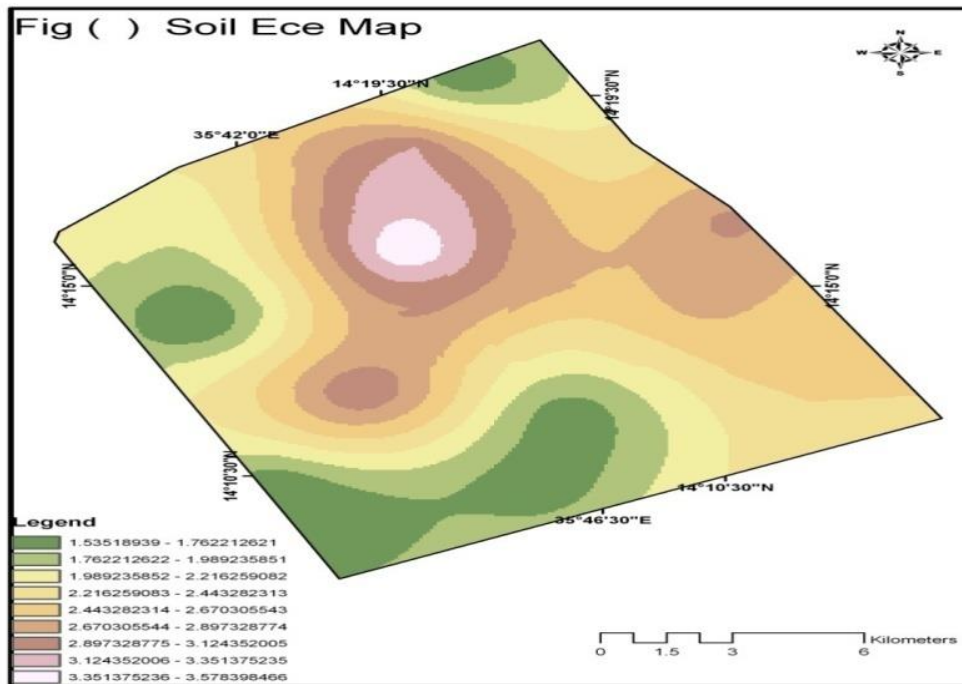 Fig ( ) Soil Ece Map
N
W E
S
14°19'30"N
35°42'0"E
14°19'30"N
14°15'0"N
14°15'0"N
14°10'30"N
14°10'30"N
35°46'30"E
Legend
1.53518939 - 1.762212621
1.762212622 - 1.989235851
1.989235852 - 2.216259082
2.216259083 - 2.443282313
2.443282314 - 2.670305543
2.670305544 - 2.897328774
2.897328775 - 3.124352005
3.124352006 - 3.351375235
3.351375236 - 3.578398466
Kilometers
0 1.5 3 6